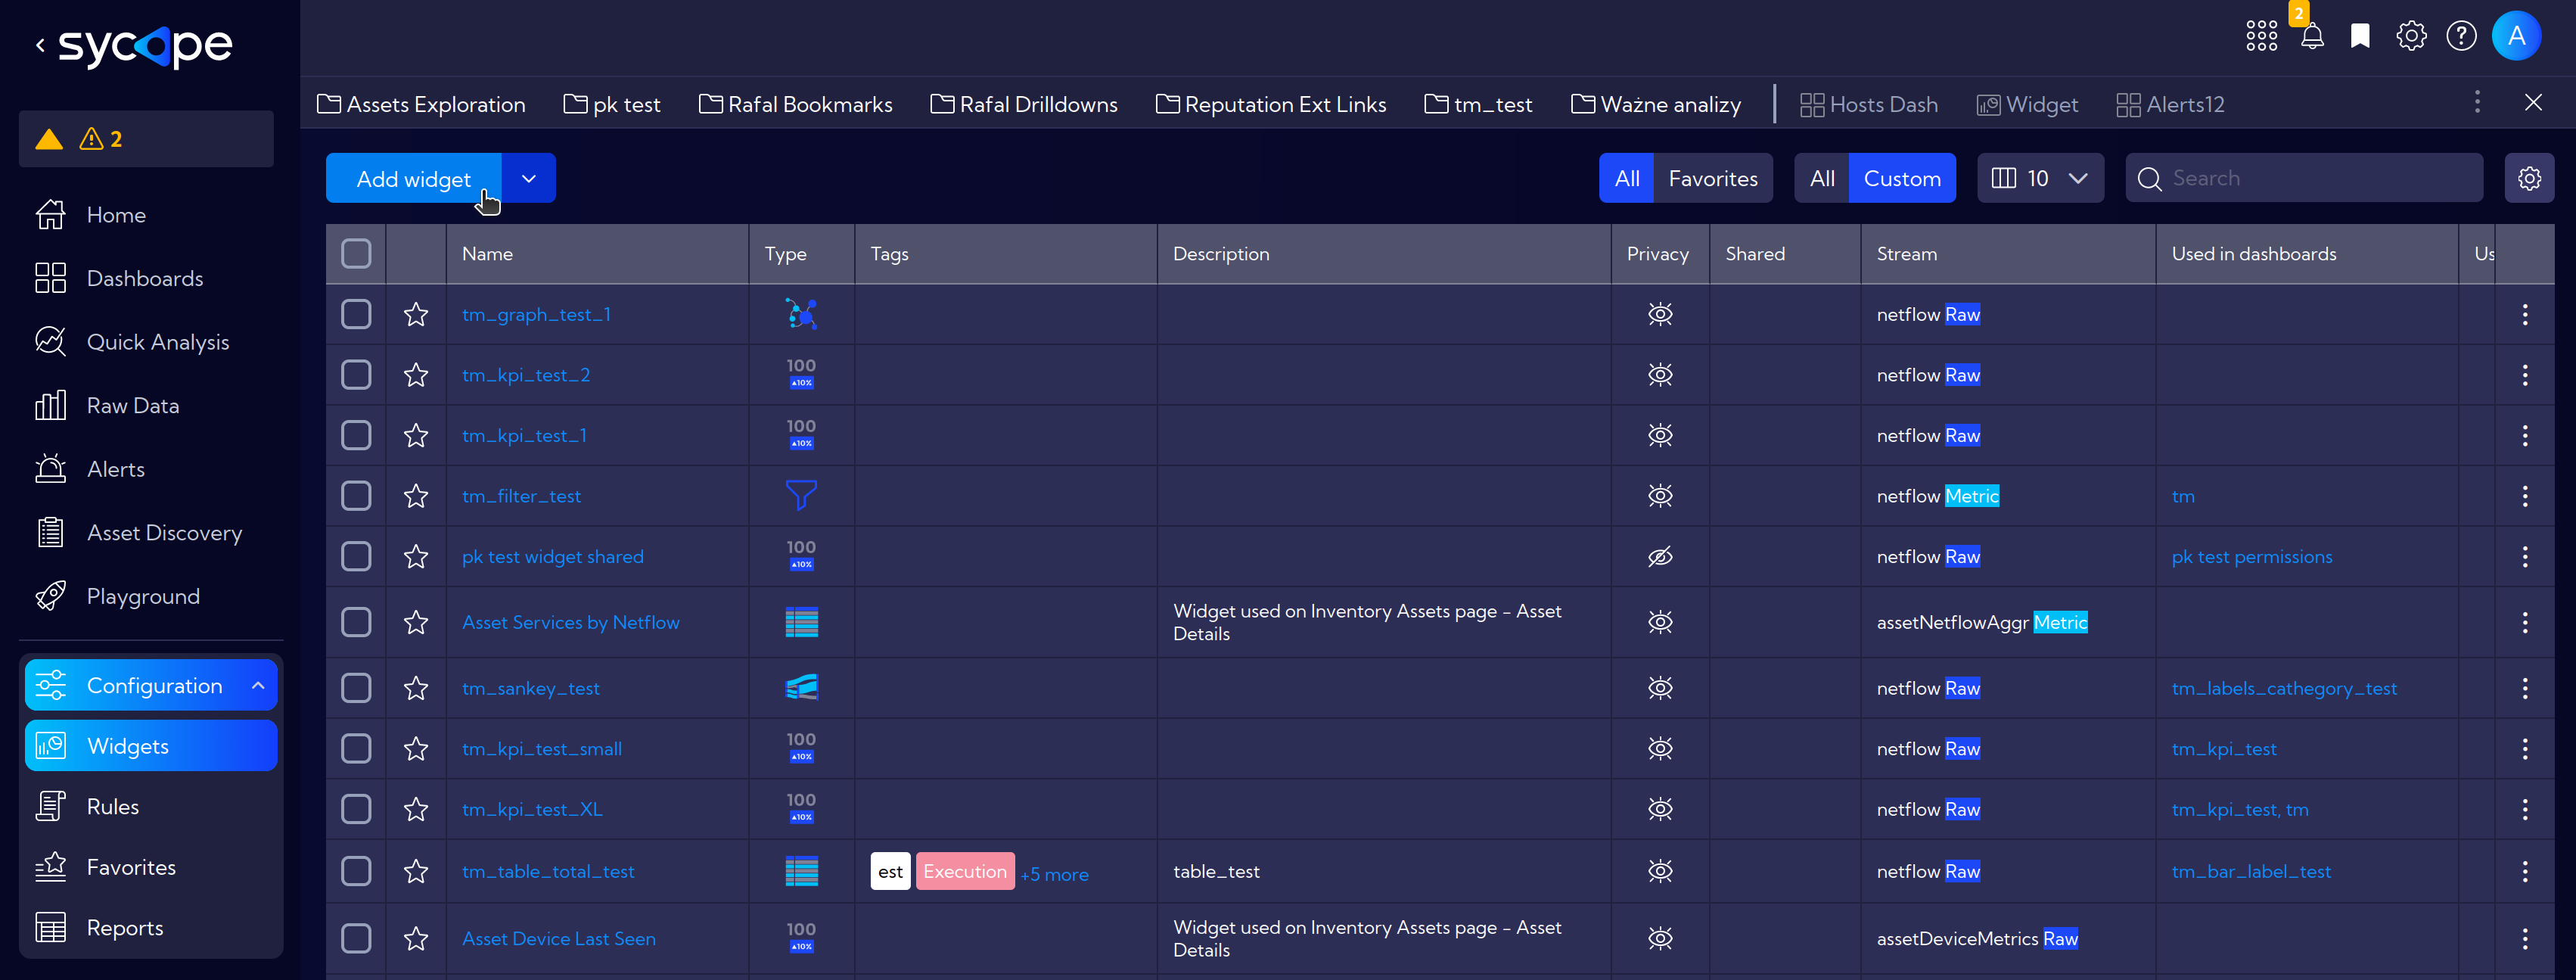 sycope
2
A
Assets Exploration pk test Rafal Bookmarks Rafal Drilldowns Reputation Ext Links tm_test Ważne analizy Hosts Dash Widget Alerts12
2
Home
Dashboards
Quick Analysis
Raw Data
Alerts
Asset Discovery
Playground
Configuration
Widgets
Rules
Favorites
Reports
Add widget All Favorites All Custom 10 Search
Name Type Tags Description Privacy Shared Stream Used in dashboards Us
tm_graph_test_1 netflow Raw
tm_kpi_test_2 100 ▲10% netflow Raw
tm_kpi_test_1 100 ▲10% netflow Raw
tm_filter_test netflow Metric tm
pk test widget shared 100 ▲10% netflow Raw pk test permissions
Asset Services by Netflow Widget used on Inventory Assets page - Asset
Details assetNetflowAggr Metric
tm_sankey_test netflow Raw tm_labels_cathegory_test
tm_kpi_test_small 100 ▲10% netflow Raw tm_kpi_test
tm_kpi_test_XL 100 ▲10% netflow Raw tm_kpi_test, tm
tm_table_total_test est Execution +5 more table_test netflow Raw tm_bar_label_test
Asset Device Last Seen 100 ▲10% Widget used on Inventory Assets page - Asset
Details assetDeviceMetrics Raw